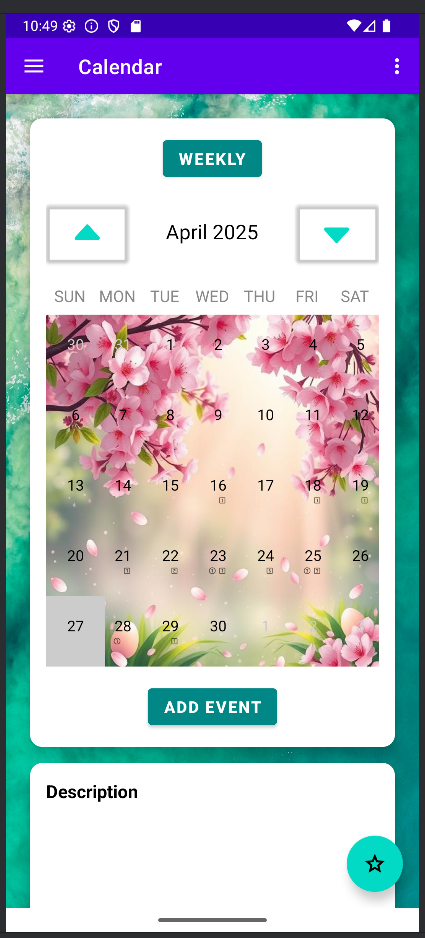 10:49
Calendar
WEEKLY
April 2025
SUN MON TUE WED THU FRI SAT
30 31 1 2 3 4 5
6 7 8 9 10 11 12
13 14 15 16 17 18 19
20 21 22 23 24 25 26
27 28 29 30 1 2
ADD EVENT
Description